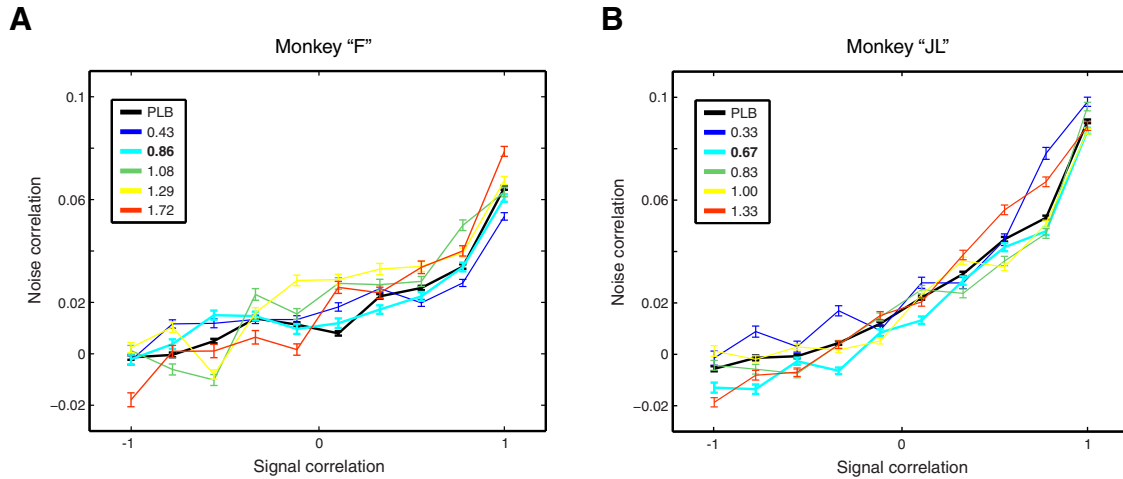 A
Monkey “F”
0.1
0.06
0.02
0
−0.02
Noise correlation
PLB
0.43
0.86
1.08
1.29
1.72
-1
0
1
Signal correlation
B
Monkey “JL”
0.1
0.06
0.02
0
−0.02
Noise correlation
PLB
0.33
0.67
0.83
1.00
1.33
-1
0
1
Signal correlation